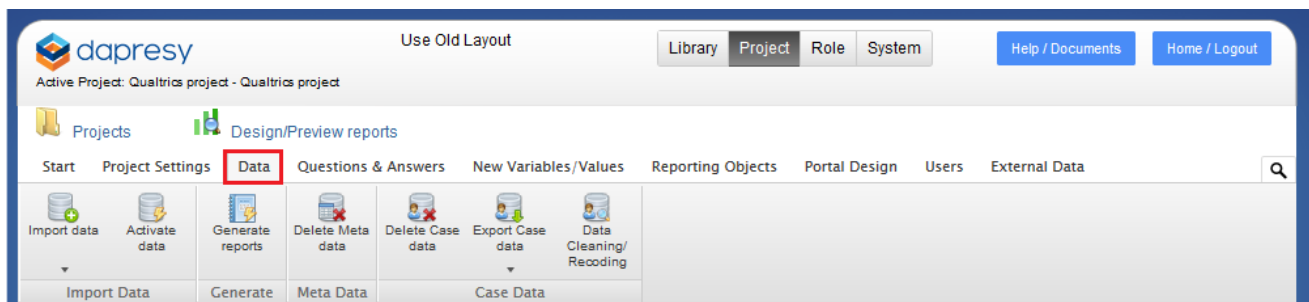 dapresy
Use Old Layout
Library Project Role System
Help / Documents
Home / Logout
Active Project: Qualtrics project - Qualtrics project
Projects
Design/Preview reports
Start Project Settings Data Questions & Answers New Variables/Values Reporting Objects Portal Design Users External Data
Import data
Activate
data
Generate
reports
Delete Meta
data
Delete Case
data
Export Case
data
Data
Cleaning/
Recoding
Import Data Generate Meta Data Case Data